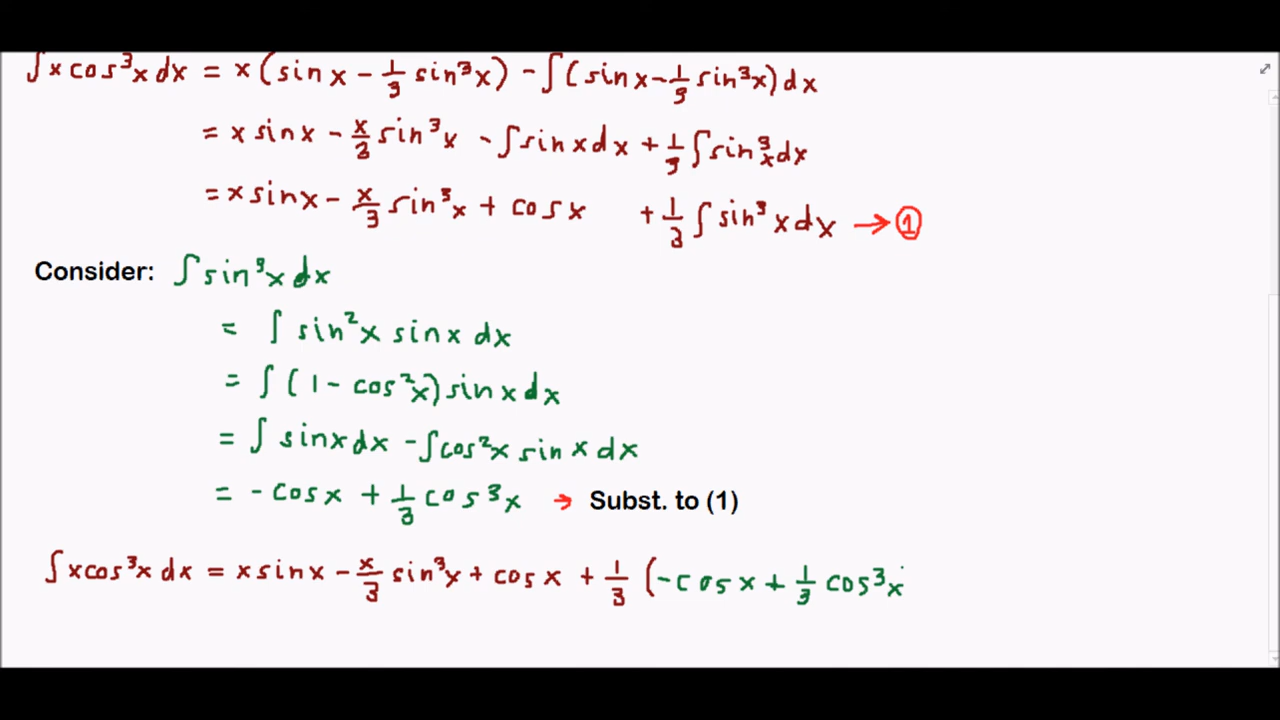 ∫x cos³x dx = x(sin x - 1/3 sin³x) - ∫(sin x - 1/3 sin³x) dx
= x sin x - x/3 sin³x - ∫sin x dx + 1/3 ∫sin³x dx
= x sin x - x/3 sin³x + cos x + 1/3 ∫ sin³ x dx → ①
Consider: ∫sin³x dx
= ∫ sin²x sin x dx
= ∫ (1 - cos²x) sin x dx
= ∫ sin x dx - ∫cos²x sin x dx
= - cos x + 1/3 cos³x → Subst. to (1)
∫x cos³x dx = x sin x - x/3 sin³x + cos x + 1/3 (-cos x + 1/3 cos³x